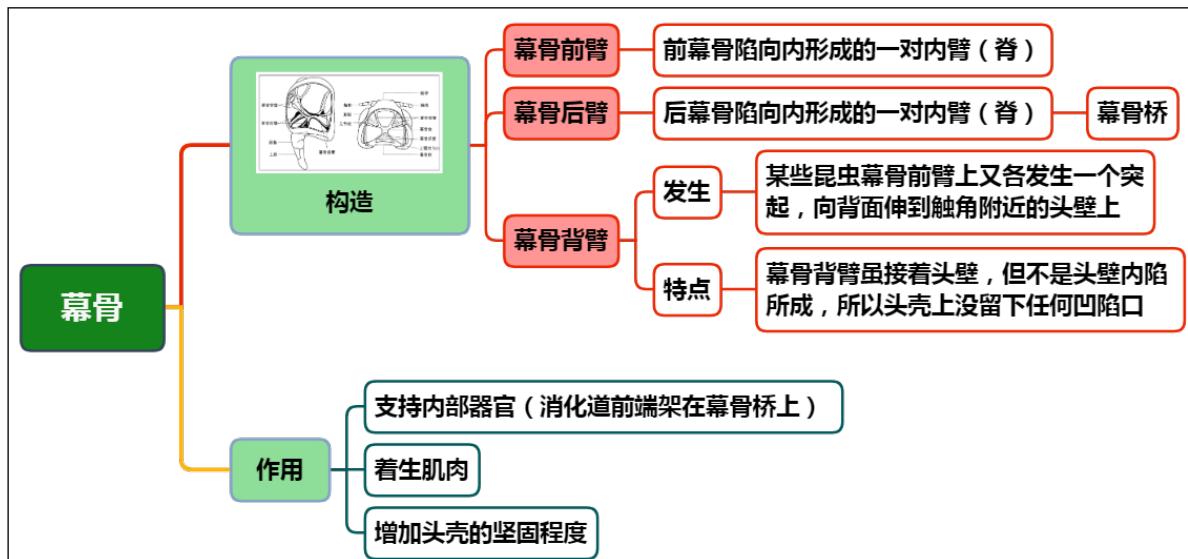 幕骨
构造
幕骨前臂
前幕骨陷向内形成的一对内臂（脊）
幕骨后臂
后幕骨陷向内形成的一对内臂（脊）
幕骨桥
幕骨背臂
发生
某些昆虫幕骨前臂上又各发生一个突
起，向背面伸到触角附近的头壁上
特点
幕骨背臂虽接着头壁，但不是头壁内陷
所成，所以头壳上没留下任何凹陷口
作用
支持内部器官（消化道前端架在幕骨桥上）
着生肌肉
增加头壳的坚固程度